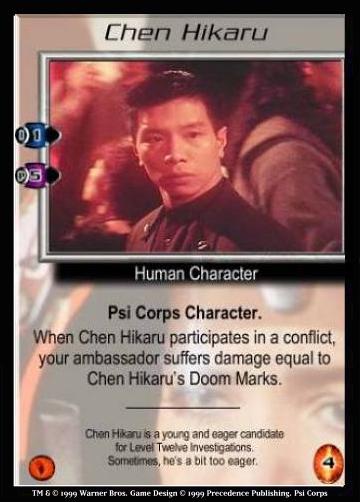 Chen Hikaru
01
05
Human Character
Psi Corps Character.
When Chen Hikaru participates in a conflict,
your ambassador suffers damage equal to
Chen Hikaru's Doom Marks.
Chen Hikaru is a young and eager candidate
for Level Twelve Investigations.
Sometimes, he's a bit too eager.
4
TM & © 1999 Warner Bros. Game Design © 1999 Precedence Publishing. Psi Corps